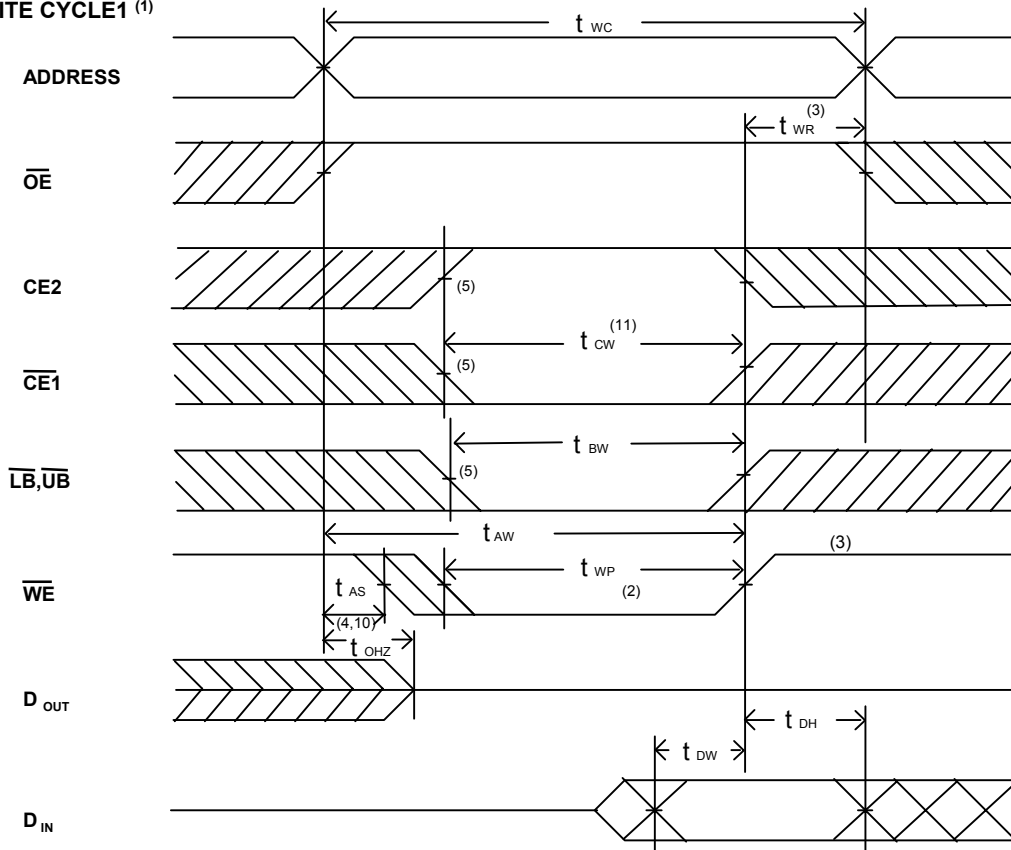 ITE CYCLE1 (1)
t WC
ADDRESS
t WR (3)
OE
CE2
(5)
t CW (11)
CE1
(5)
t BW
LB,UB
(5)
t AW
(3)
WE
t AS
t WP
(2)
(4,10)
t OHZ
D OUT
t DH
t DW
D IN